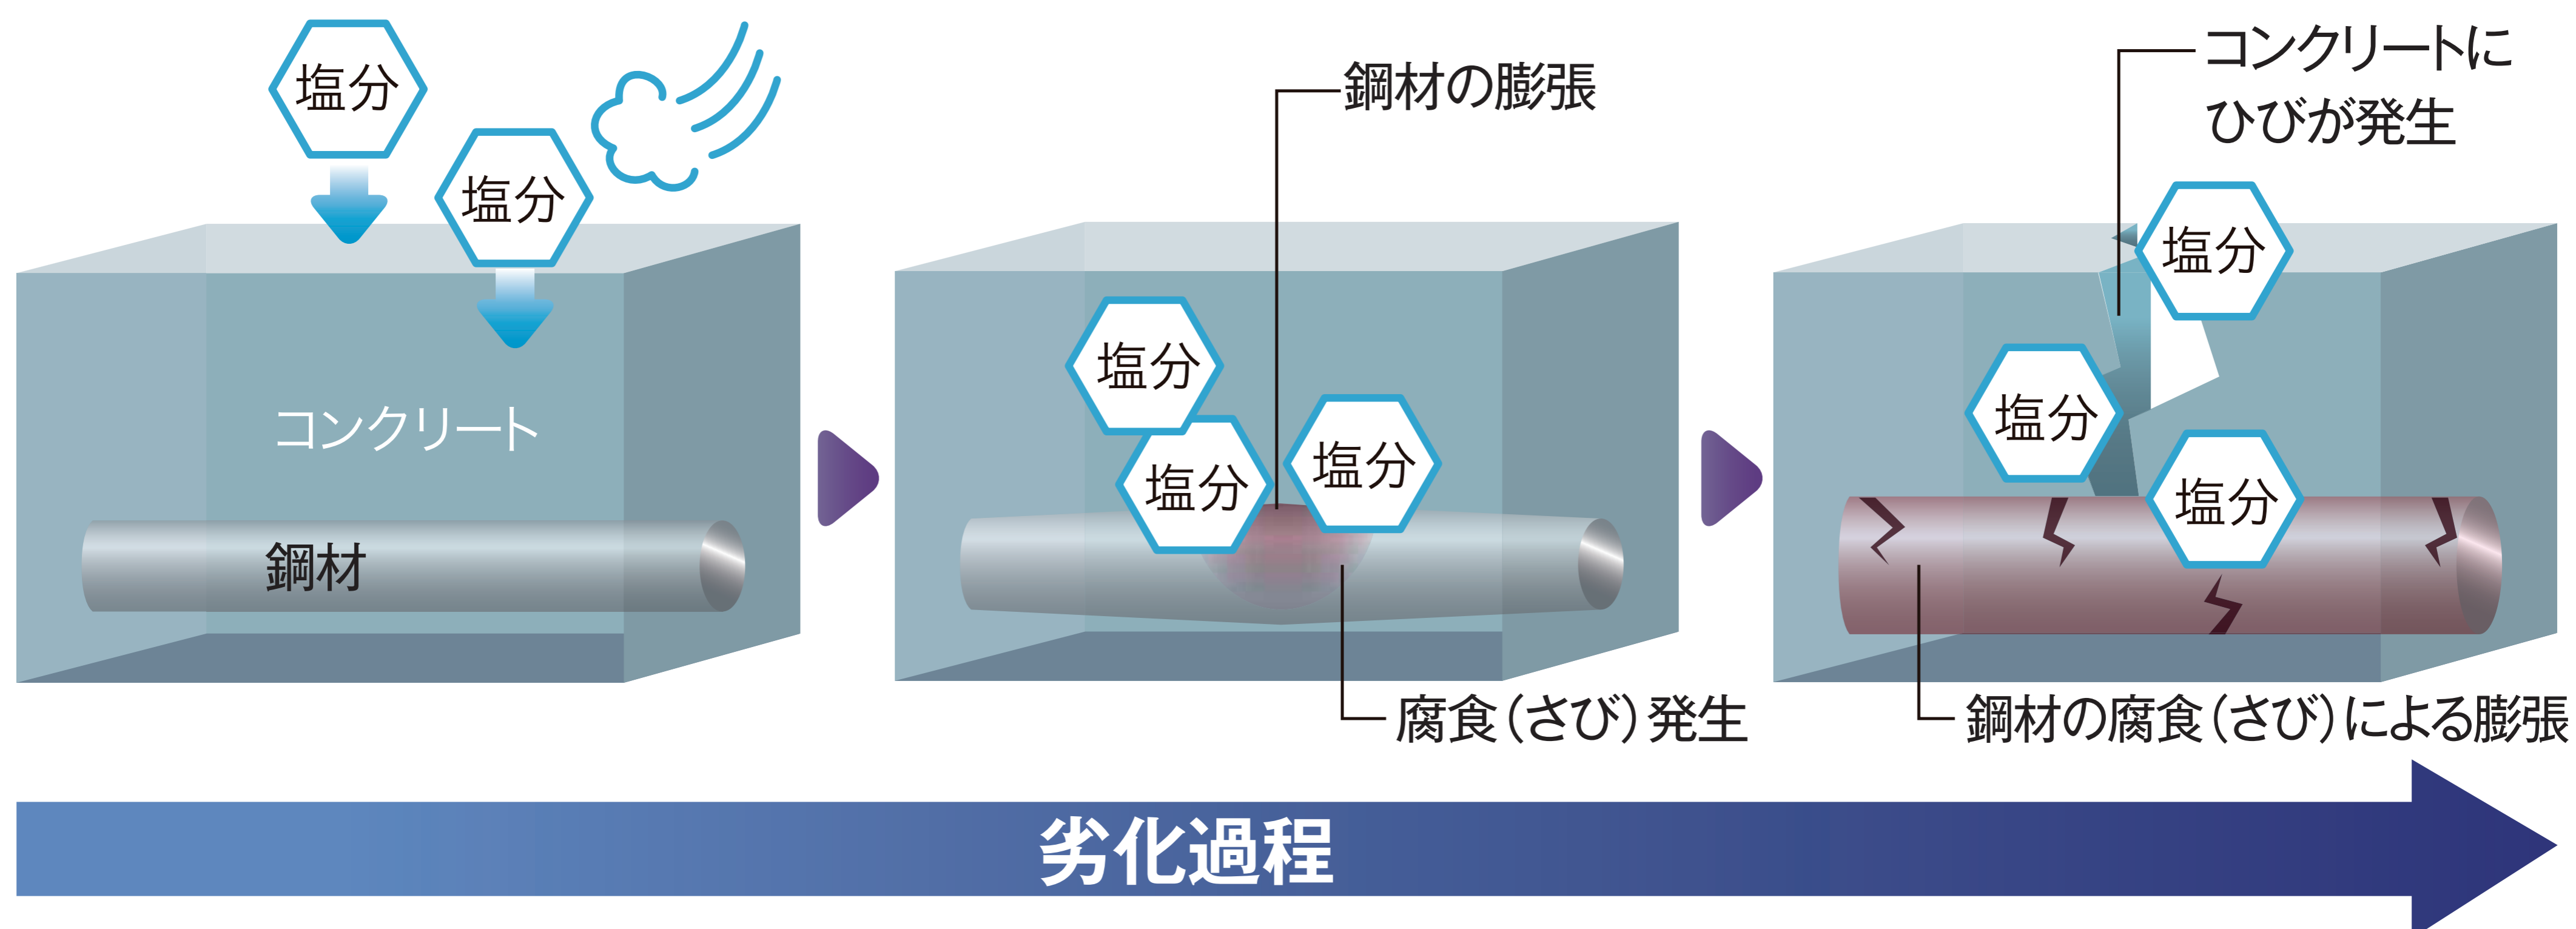 塩分
塩分
コンクリート
鋼材
鋼材の膨張
塩分
塩分
塩分
腐食（さび）発生
コンクリートに
ひびが発生
塩分
塩分
塩分
鋼材の腐食（さび）による膨張
劣化過程